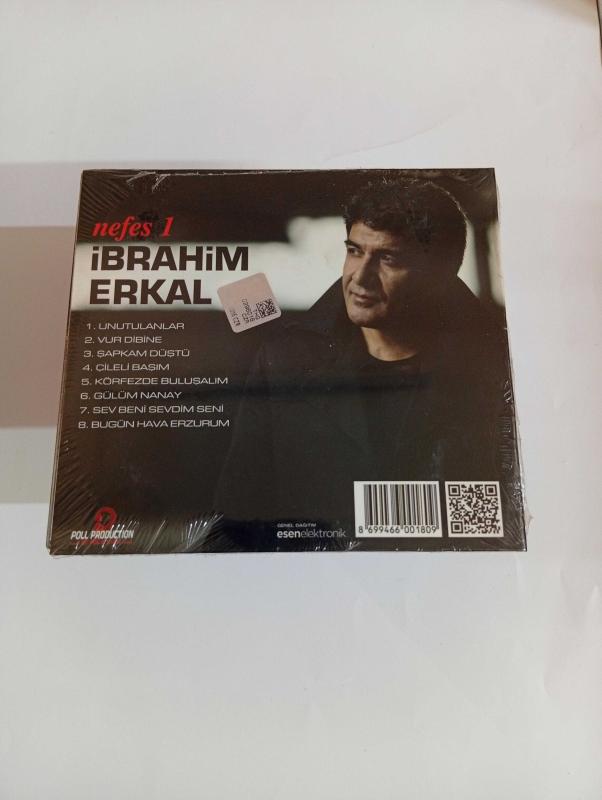 nefes 1
İBRAHİM
ERKAL
1. UNUTULANLAR
2. VUR DİBİNE
3. ŞAPKAM DÜŞTÜ
4. ÇİLELİ BAŞIM
5. KÖRFEZDE BULUŞALIM
6. GÜLÜM NANAY
7. SEV BENİ SEVDİM SENİ
8. BUGÜN HAVA ERZURUM
POLL PRODUCTION
GENEL DAĞITIM
esenelektronik
8 699466 001809